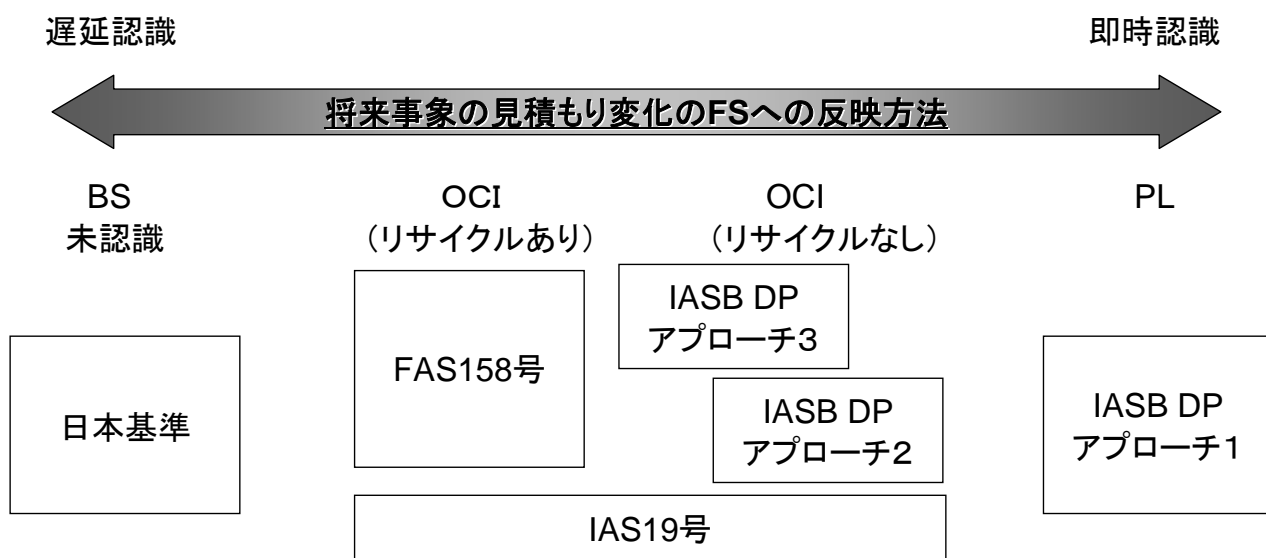 遅延認識
即時認識
将来事象の見積もり変化のFSへの反映方法
BS
未認識
OCI
（リサイクルあり）
OCI
（リサイクルなし）
PL
日本基準
FAS158号
IASB DP
アプローチ３
IASB DP
アプローチ２
IASB DP
アプローチ１
IAS19号